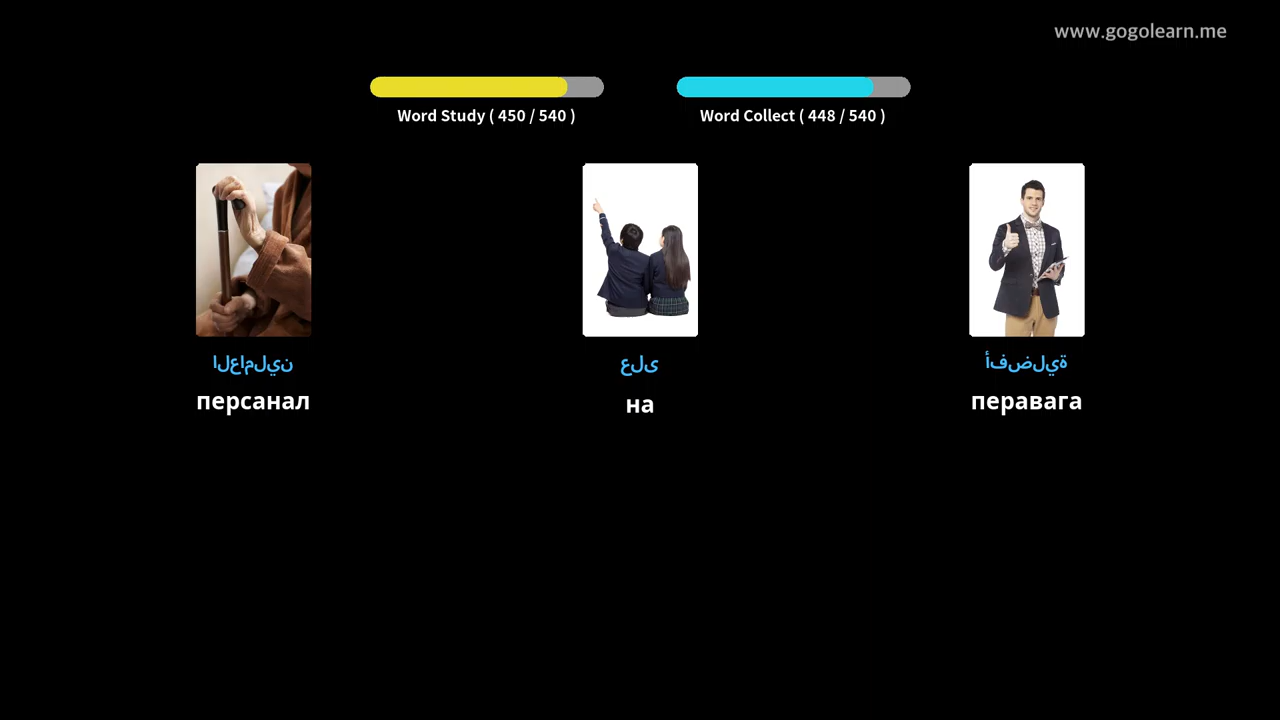 www.gogolearn.me
Word Study ( 450 / 540 )
Word Collect ( 448 / 540 )
العاملين
على
أفضلية
персанал
на
перавага